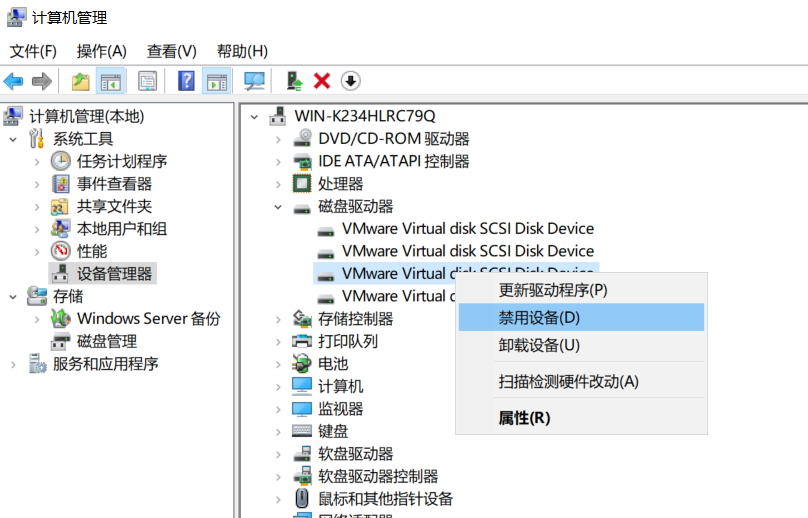 计算机管理
文件(F) 操作(A) 查看(V) 帮助(H)
计算机管理(本地)
系统工具
任务计划程序
事件查看器
共享文件夹
本地用户和组
性能
设备管理器
存储
Windows Server 备份
磁盘管理
服务和应用程序
WIN-K234HLRC79Q
DVD/CD-ROM 驱动器
IDE ATA/ATAPI 控制器
处理器
磁盘驱动器
VMware Virtual disk SCSI Disk Device
VMware Virtual disk SCSI Disk Device
VMware Virtual disk SCSI Disk Device
VMware Virtual
存储控制器
打印队列
电池
计算机
监视器
键盘
软盘驱动器
软盘驱动器控制器
鼠标和其他指针设备
网络适配器
更新驱动程序(P)
禁用设备(D)
卸载设备(U)
扫描检测硬件改动(A)
属性(R)